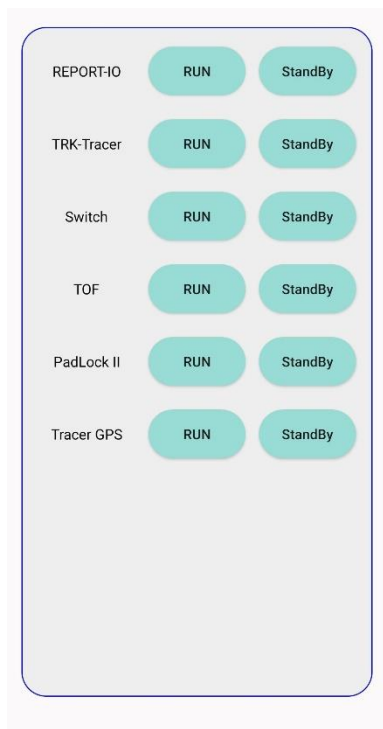 REPORT-IO RUN StandBy
TRK-Tracer RUN StandBy
Switch RUN StandBy
TOF RUN StandBy
PadLock II RUN StandBy
Tracer GPS RUN StandBy